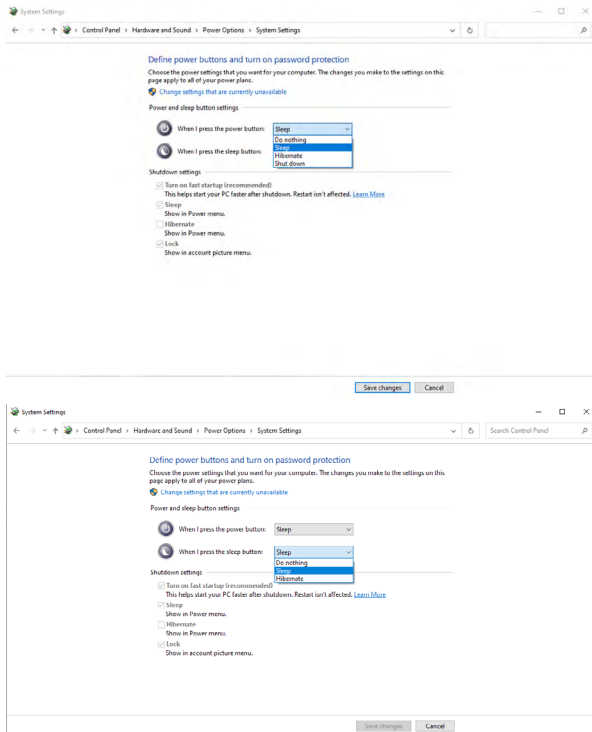 System Settings
Control Panel > Hardware and Sound > Power Options > System Settings
Define power buttons and turn on password protection
Choose the power settings that you want for your computer. The changes you make to the settings on this
page apply to all of your power plans.
Change settings that are currently unavailable
Power and sleep button settings
When I press the power button: Sleep
Do nothing
Sleep
Hibernate
Shut down
When I press the sleep button:
Shutdown settings
Turn on fast startup (recommended)
This helps start your PC faster after shutdown. Restart isn't affected. Learn More
Sleep
Show in Power menu.
Hibernate
Show in Power menu.
Lock
Show in account picture menu.
Save changes Cancel
System Settings
Control Panel > Hardware and Sound > Power Options > System Settings Search Control Panel
Define power buttons and turn on password protection
Choose the power settings that you want for your computer. The changes you make to the settings on this
page apply to all of your power plans.
Change settings that are currently unavailable
Power and sleep button settings
When I press the power button: Sleep
When I press the sleep button: Sleep
Do nothing
Sleep
Hibernate
Shutdown settings
Turn on fast startup (recommended)
This helps start your PC faster after shutdown. Restart isn't affected. Learn More
Sleep
Show in Power menu.
Hibernate
Show in Power menu.
Lock
Show in account picture menu.
Save changes Cancel